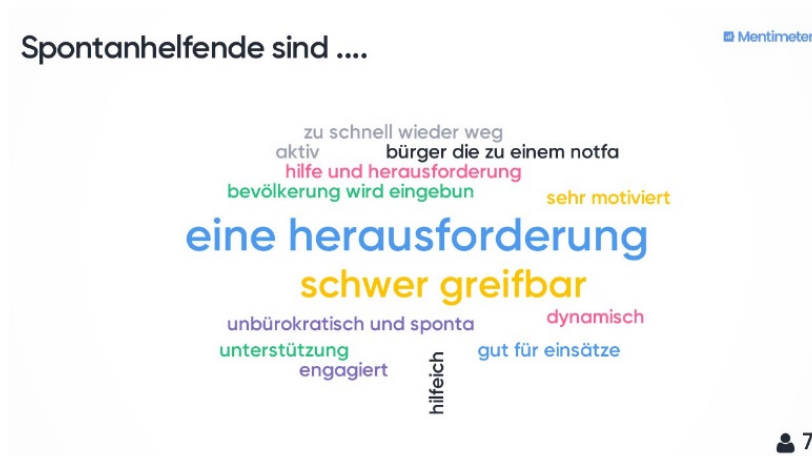 Spontanhelfende sind ....
Mentimeter
zu schnell wieder weg
aktiv
bürger die zu einem notfa
hilfe und herausforderung
bevölkerung wird eingebun
sehr motiviert
eine herausforderung
schwer greifbar
dynamisch
unbürokratisch und sponta
unterstützung
gut für einsätze
engagiert
hilfeich
7